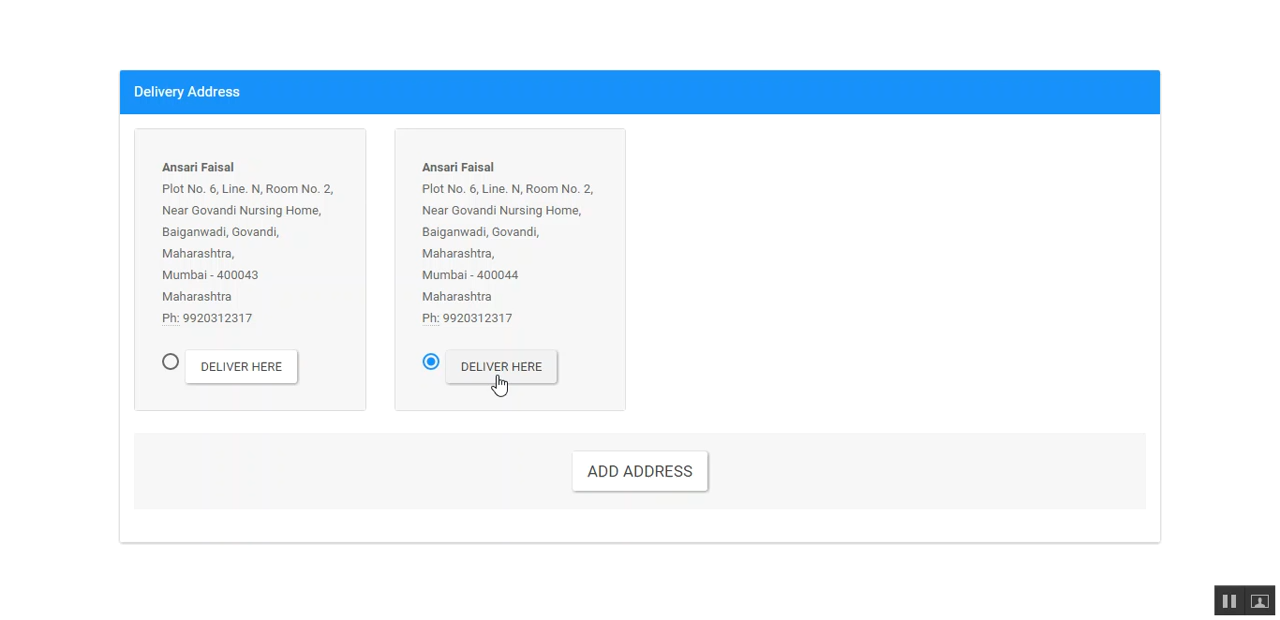 Delivery Address
Ansari Faisal
Plot No. 6, Line. N, Room No. 2,
Near Govandi Nursing Home,
Baiganwadi, Govandi,
Maharashtra,
Mumbai - 400043
Maharashtra
Ph: 9920312317
DELIVER HERE
Ansari Faisal
Plot No. 6, Line. N, Room No. 2,
Near Govandi Nursing Home,
Baiganwadi, Govandi,
Maharashtra,
Mumbai - 400044
Maharashtra
Ph: 9920312317
DELIVER HERE
ADD ADDRESS